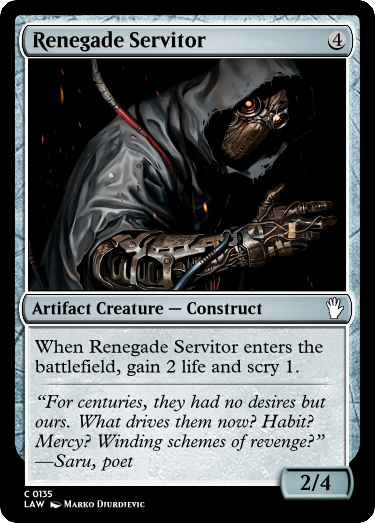 Renegade Servitor 4
Artifact Creature — Construct
When Renegade Servitor enters the
battlefield, gain 2 life and scry 1.
“For centuries, they had no desires but
ours. What drives them now? Habit?
Mercy? Winding schemes of revenge?”
—Saru, poet
2/4
C 0135
LAW Marko Djurdjevic